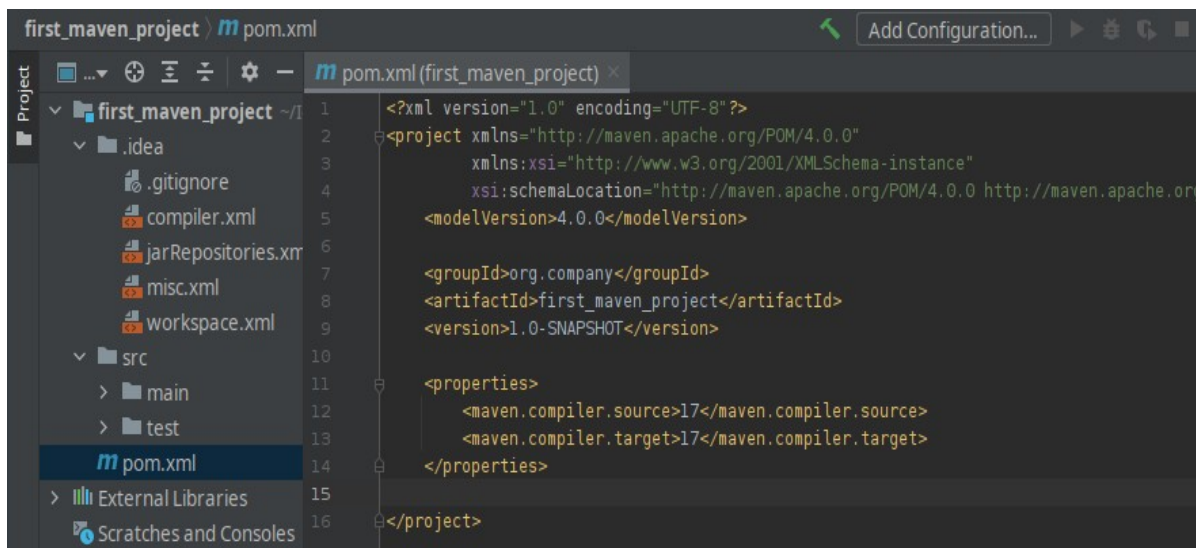 first_maven_project m pom.xml
Add Configuration...
Project
... m pom.xml (first_maven_project)
first_maven_project
.idea
.gitignore
compiler.xml
jarRepositories.xm
misc.xml
workspace.xml
src
main
test
m pom.xml
External Libraries
Scratches and Consoles
1 <?xml version="1.0" encoding="UTF-8"?>
2 <project xmlns="http://maven.apache.org/POM/4.0.0"
3 xmlns:xsi="http://www.w3.org/2001/XMLSchema-instance"
4 xsi:schemaLocation="http://maven.apache.org/POM/4.0.0 http://maven.apache.or
5 <modelVersion>4.0.0</modelVersion>
6
7 <groupId>org.company</groupId>
8 <artifactId>first_maven_project</artifactId>
9 <version>1.0-SNAPSHOT</version>
10
11 <properties>
12 <maven.compiler.source>17</maven.compiler.source>
13 <maven.compiler.target>17</maven.compiler.target>
14 </properties>
15
16 </project>